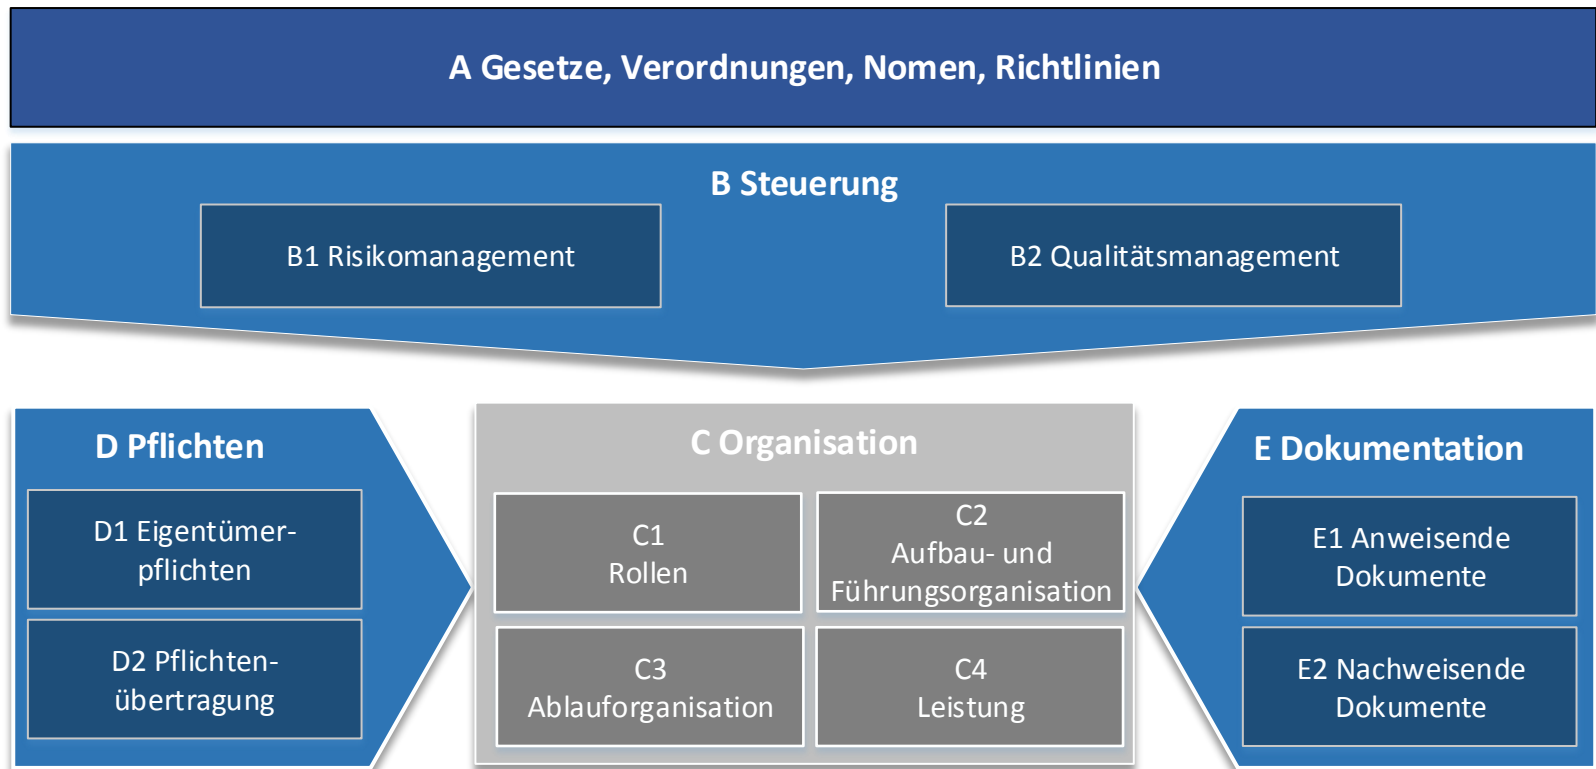 A Gesetze, Verordnungen, Nomen, Richtlinien
B Steuerung
B1 Risikomanagement
B2 Qualitätsmanagement
D Pflichten
D1 Eigentümer-
pflichten
D2 Pflichten-
übertragung
C Organisation
C1
Rollen
C2
Aufbau- und
Führungsorganisation
C3
Ablauforganisation
C4
Leistung
E Dokumentation
E1 Anweisende
Dokumente
E2 Nachweisende
Dokumente